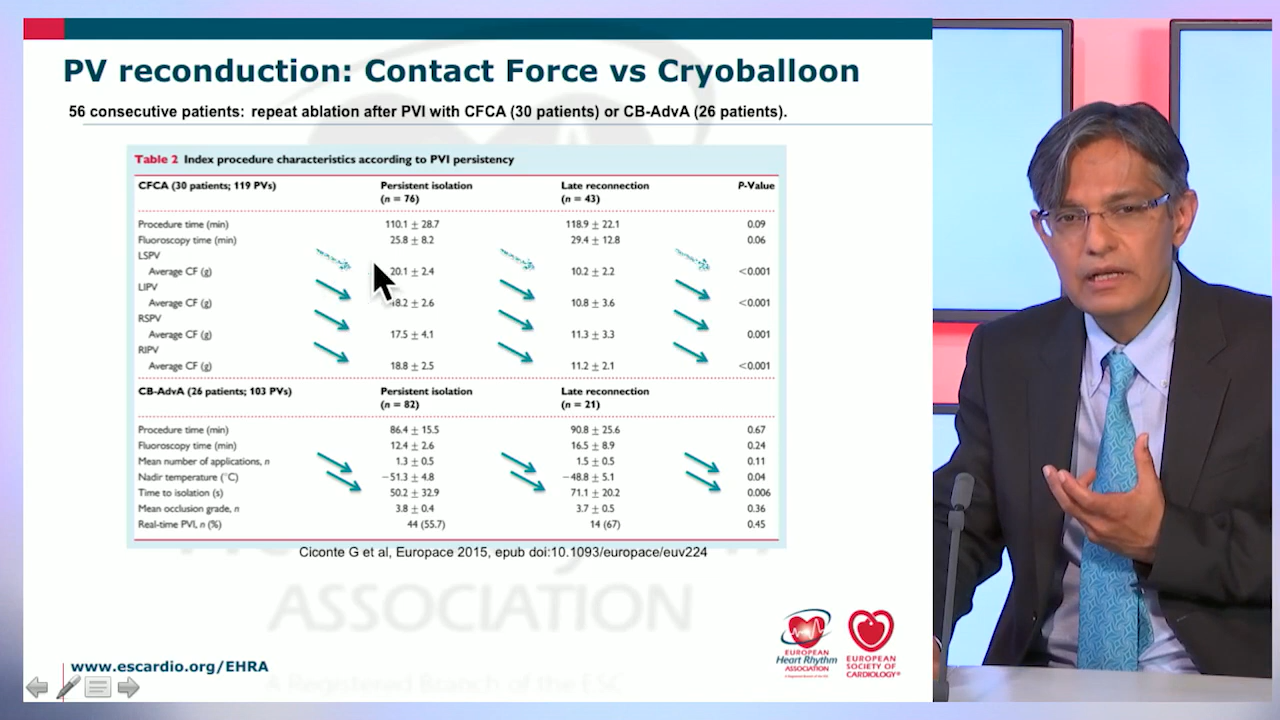 PV reconduction: Contact Force vs Cryoballoon
56 consecutive patients: repeat ablation after PVI with CFCA (30 patients) or CB-AdvA (26 patients).
Table 2 Index procedure characteristics according to PVI persistency
CFCA (30 patients; 119 PVs) Persistent isolation (n = 76) Late reconnection (n = 43) P-Value
Procedure time (min) 110.1 ± 28.7 118.9 ± 22.1 0.09
Fluoroscopy time (min) 25.8 ± 8.2 29.4 ± 12.8 0.06
LSPV
Average CF (g) 20.1 ± 2.4 10.2 ± 2.2 <0.001
LIPV
Average CF (g) 18.2 ± 2.6 10.8 ± 3.6 <0.001
RSPV
Average CF (g) 17.5 ± 4.1 11.3 ± 3.3 0.001
RIPV
Average CF (g) 18.8 ± 2.5 11.2 ± 2.1 <0.001
CB-AdvA (26 patients; 103 PVs) Persistent isolation (n = 82) Late reconnection (n = 21)
Procedure time (min) 86.4 ± 15.5 90.8 ± 25.6 0.67
Fluoroscopy time (min) 12.4 ± 2.6 16.5 ± 8.9 0.24
Mean number of applications, n 1.3 ± 0.5 1.5 ± 0.5 0.11
Nadir temperature (°C) −51.3 ± 4.8 −48.8 ± 5.1 0.04
Time to isolation (s) 50.2 ± 32.9 71.1 ± 20.2 0.006
Mean occlusion grade, n 3.8 ± 0.4 3.7 ± 0.5 0.36
Real-time PVI, n (%) 44 (55.7) 14 (67) 0.45
Ciconte G et al, Europace 2015, epub doi:10.1093/europace/euv224
ASSOCIATION
A Registered Branch of the ESC
www.escardio.org/EHRA
EUROPEAN
Heart Rhythm
ASSOCIATION
EUROPEAN
SOCIETY OF
CARDIOLOGY®